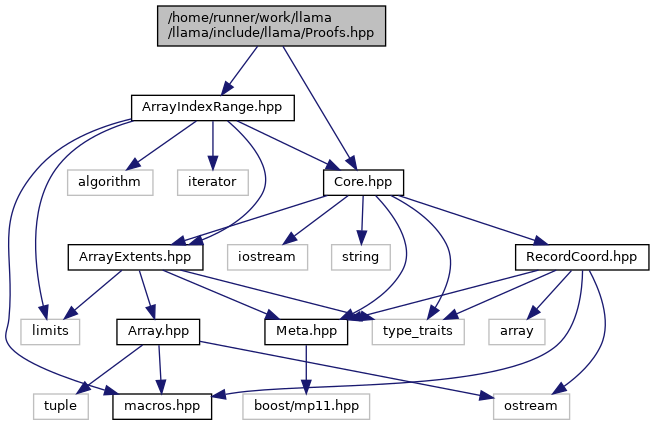 /home/runner/work/llama
/llama/include/llama/Proofs.hpp
ArrayIndexRange.hpp
algorithm
iterator
Core.hpp
ArrayExtents.hpp
iostream
string
RecordCoord.hpp
limits
Array.hpp
Meta.hpp
type_traits
array
tuple
macros.hpp
boost/mp11.hpp
ostream